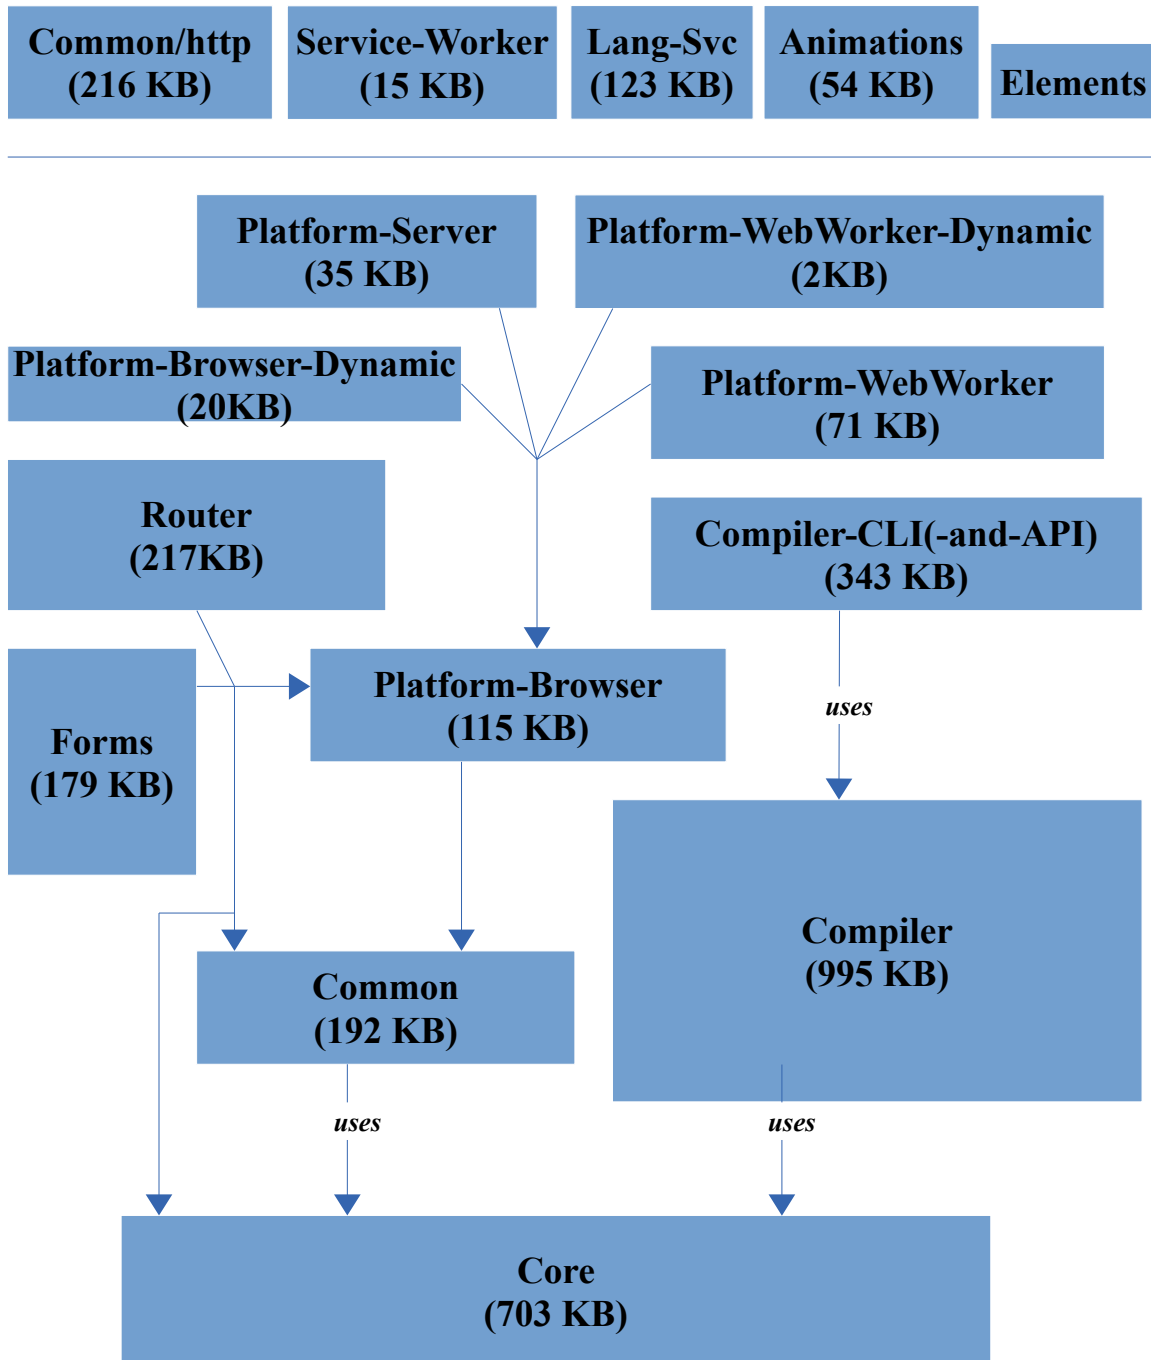 Common/http
(216 KB)
Service-Worker
(15 KB)
Lang-Svc
(123 KB)
Animations
(54 KB)
Elements
Platform-Server
(35 KB)
Platform-WebWorker-Dynamic
(2KB)
Platform-Browser-Dynamic
(20KB)
Platform-WebWorker
(71 KB)
Router
(217KB)
Compiler-CLI(-and-API)
(343 KB)
Platform-Browser
(115 KB)
uses
Forms
(179 KB)
Compiler
(995 KB)
Common
(192 KB)
uses
uses
Core
(703 KB)